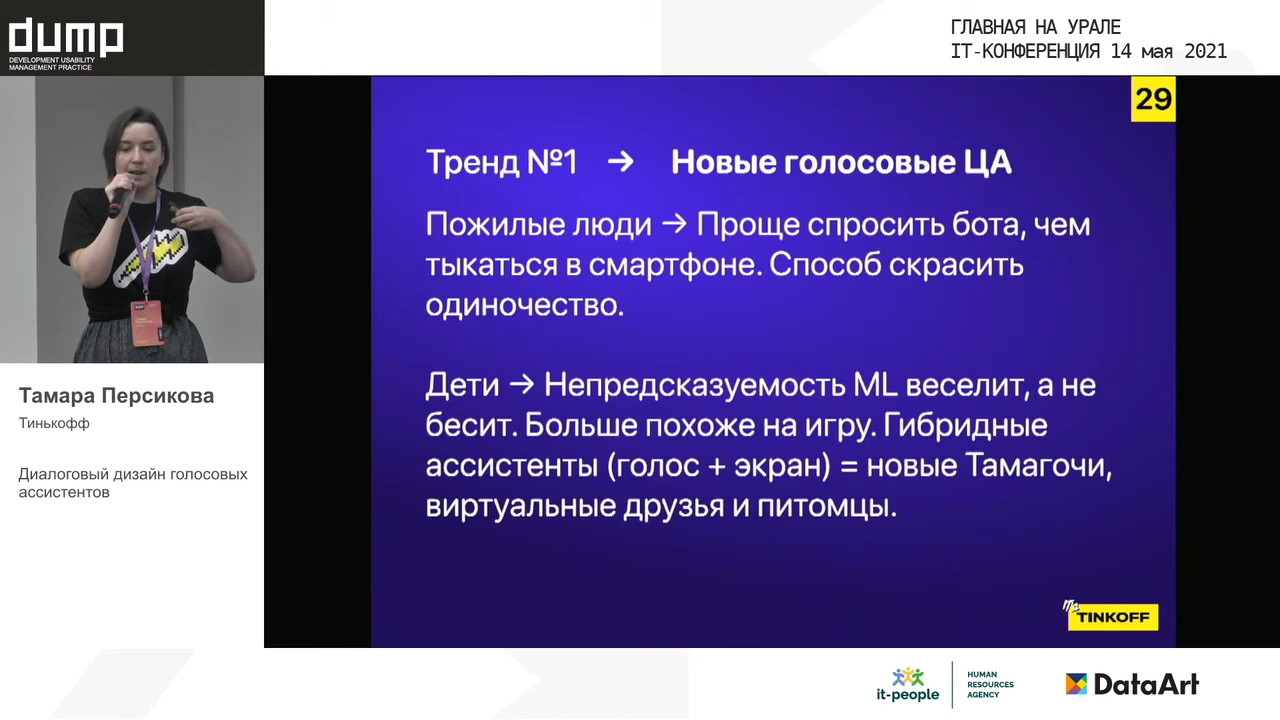 dump
DEVELOPMENT USABILITY
MANAGEMENT PRACTICE
ГЛАВНАЯ НА УРАЛЕ
IT-КОНФЕРЕНЦИЯ 14 мая 2021
29
Тренд №1 → Новые голосовые ЦА
Пожилые люди → Проще спросить бота, чем
тыкаться в смартфоне. Способ скрасить
одиночество.
Дети → Непредсказуемость ML веселит, а не
бесит. Больше похоже на игру. Гибридные
ассистенты (голос + экран) = новые Тамагочи,
виртуальные друзья и питомцы.
TINKOFF
Тамара Персикова
Тинькофф
Диалоговый дизайн голосовых
ассистентов
it-people
HUMAN
RESOURCES
AGENCY
DataArt